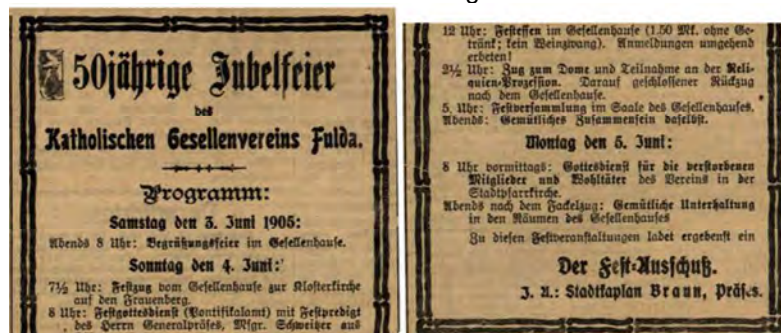 50jährige Jubelfeier
des
Katholischen Gesellenvereins Fulda.
Programm:
Samstag den 3. Juni 1905:
Abends 8 Uhr: Begrüßungsfeier im Gesellenhause.
Sonntag den 4. Juni:
7½ Uhr: Festzug vom Gesellenhause zur Klosterkirche
auf den Frauenberg.
8 Uhr: Festgottesdienst (Pontifikalamt) mit Festpredigt
des Herrn Generalpräses, Msgr. Schweitzer aus
12 Uhr: Festessen im Gesellenhause (1.50 Mk. ohne Ge-
tränk; kein Weinzwang). Anmeldungen umgehend
erbeten!
2½ Uhr: Zug zum Dome und Teilnahme an der Reli-
quien-Prozession. Darauf geschlossener Rückzug
nach dem Gesellenhause.
5. Uhr: Festversammlung im Saale des Gesellenhauses.
Abends: Gemütliches Zusammensein daselbst.
Montag den 5. Juni:
8 Uhr vormittags: Gottesdienst für die verstorbenen
Mitglieder und Wohltäter des Vereins in der
Stadtpfarrkirche.
Abends nach dem Fackelzug: Gemütliche Unterhaltung
in den Räumen des Gesellenhauses
Zu diesen Festveranstaltungen ladet ergebenst ein
Der Fest-Ausschuß.
J. A.: Stadtkaplan Braun, Präses.